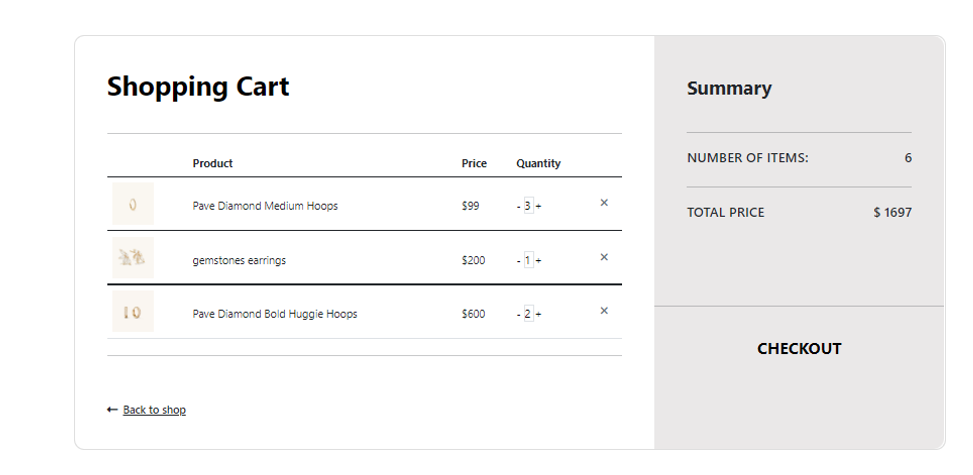 Shopping Cart
Product Price Quantity
Pave Diamond Medium Hoops $99 - 3 + ×
gemstones earrings $200 - 1 + ×
Pave Diamond Bold Huggie Hoops $600 - 2 + ×
← Back to shop
Summary
NUMBER OF ITEMS: 6
TOTAL PRICE $ 1697
CHECKOUT